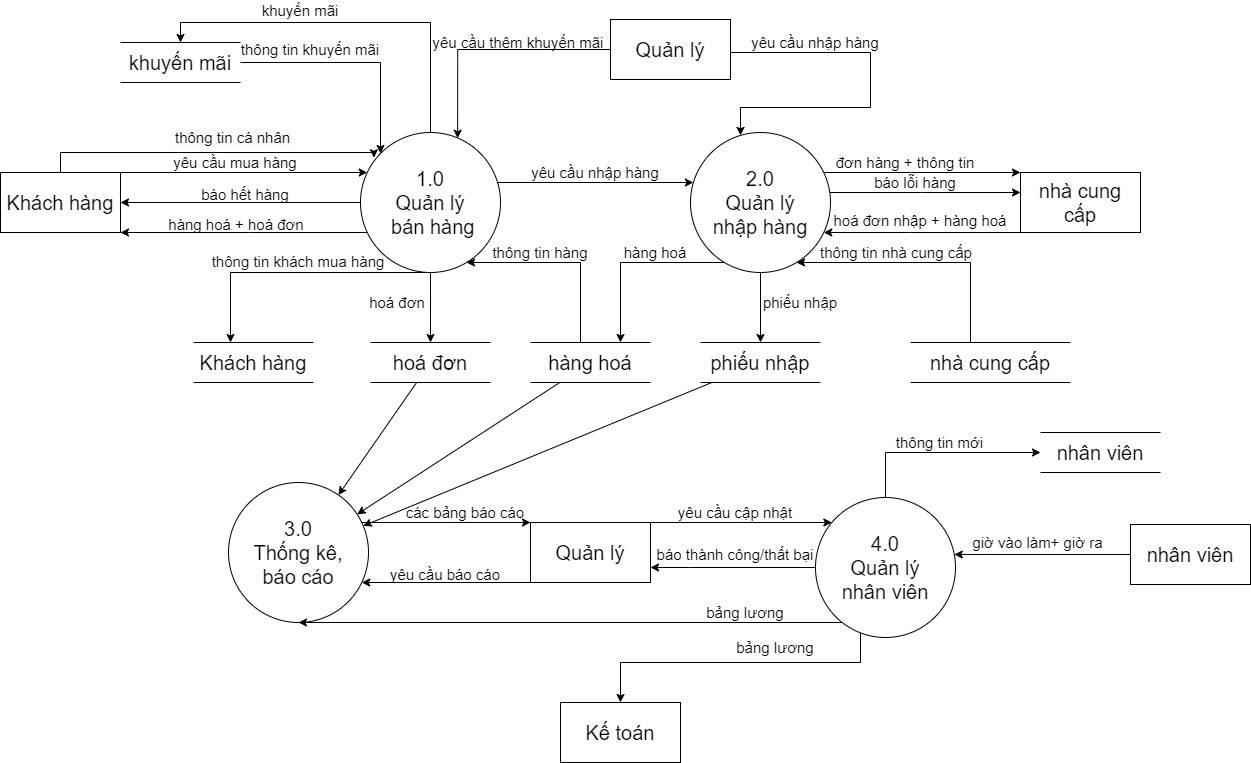 khuyến mãi
yêu cầu thêm khuyến mãi
Quản lý
yêu cầu nhập hàng
khuyến mãi
thông tin khuyến mãi
thông tin cá nhân
yêu cầu mua hàng
Khách hàng
báo hết hàng
hàng hoá + hoá đơn
1.0
Quản lý
bán hàng
yêu cầu nhập hàng
2.0
Quản lý
nhập hàng
đơn hàng + thông tin
báo lỗi hàng
hoá đơn nhập + hàng hoá
nhà cung
cấp
thông tin khách mua hàng
thông tin hàng
hàng hoá
thông tin nhà cung cấp
hoá đơn
phiếu nhập
Khách hàng
hoá đơn
hàng hoá
phiếu nhập
nhà cung cấp
thông tin mới
nhân viên
3.0
Thống kê,
báo cáo
các bảng báo cáo
yêu cầu báo cáo
Quản lý
yêu cầu cập nhật
báo thành công/thất bại
4.0
Quản lý
nhân viên
giờ vào làm+ giờ ra
nhân viên
bảng lương
bảng lương
Kế toán